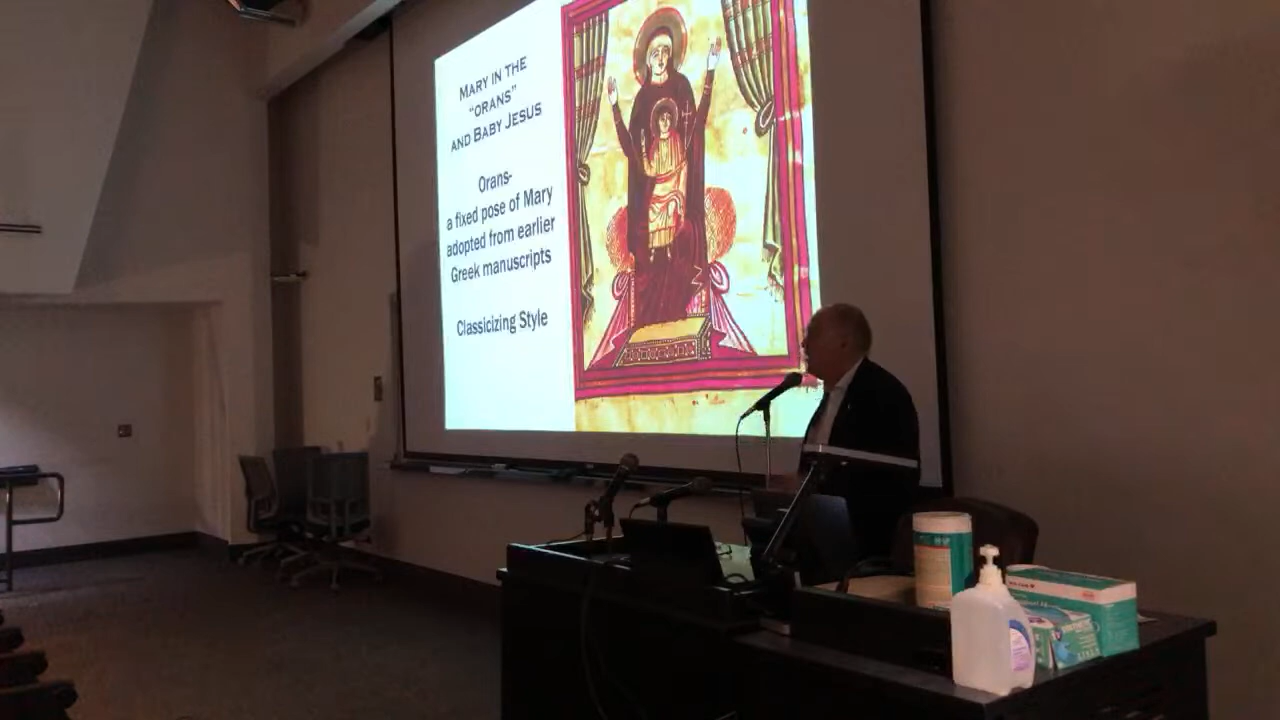 MARY IN THE
"ORANS"
AND BABY JESUS
Orans-
a fixed pose of Mary
adopted from earlier
Greek manuscripts
Classicizing Style